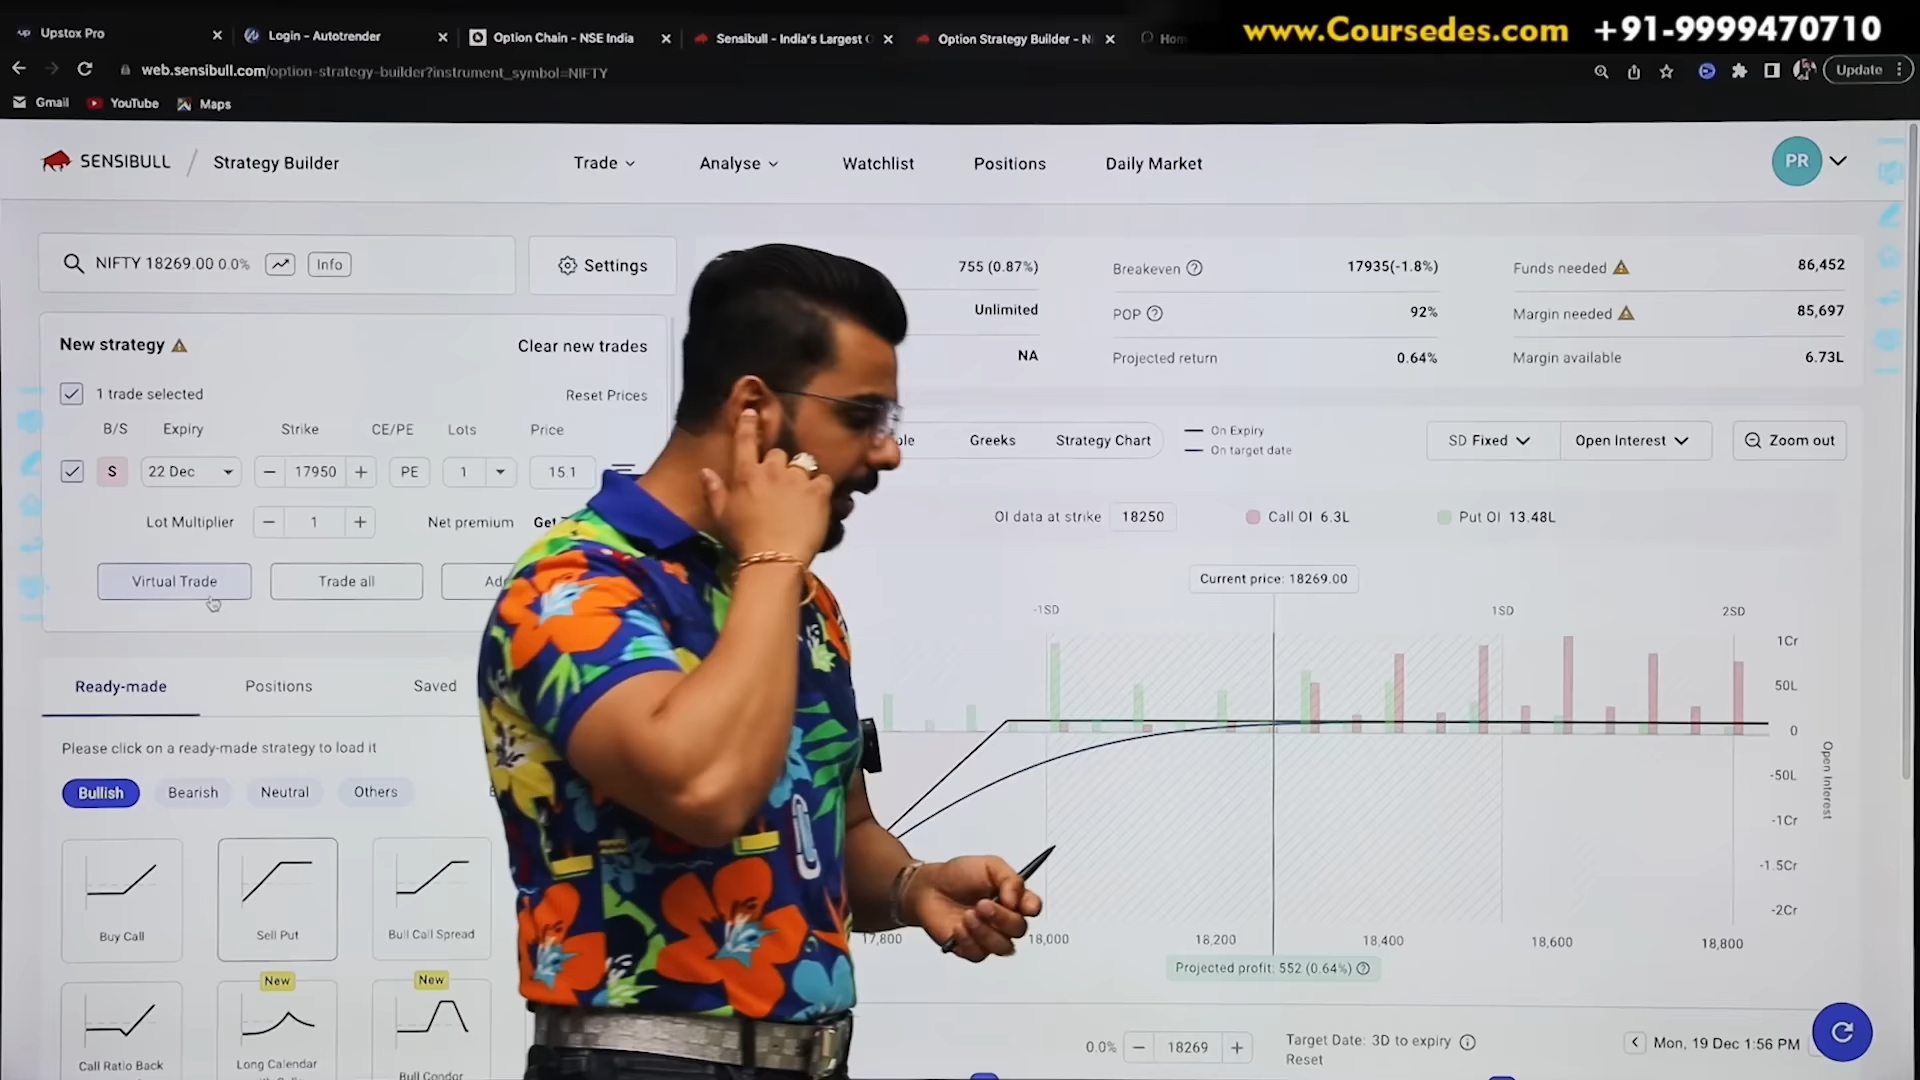 www.Coursedes.com +91-9999470710
Upstox Pro
Login - Autotrender
Option Chain - NSE India
Sensibull - India's Largest
Option Strategy Builder - N
Hom
web.sensibull.com/option-strategy-builder?instrument_symbol=NIFTY
Update
Gmail YouTube Maps
SENSIBULL / Strategy Builder
Trade Analyse Watchlist Positions Daily Market
PR
NIFTY 18269.00 0.0% Info
Settings
755 (0.87%)
Breakeven 17935(-1.8%)
Funds needed 86,452
Unlimited
POP 92%
Margin needed 85,697
NA
Projected return 0.64%
Margin available 6.73L
New strategy Clear new trades
1 trade selected Reset Prices
B/S Expiry Strike CE/PE Lots Price
S 22 Dec − 17950 + PE 1 15.1
Lot Multiplier − 1 + Net premium Get
Virtual Trade Trade all Ad
Greeks Strategy Chart
On Expiry
On target date
SD Fixed Open Interest Zoom out
OI data at strike 18250 Call OI 6.3L Put OI 13.48L
Current price: 18269.00
-1SD 1SD 2SD
1Cr
50L
0
-50L
-1Cr
-1.5Cr
-2Cr
Open Interest
17,800 18,000 18,200 18,400 18,600 18,800
Projected profit: 552 (0.64%)
Ready-made Positions Saved
Please click on a ready-made strategy to load it
Bullish Bearish Neutral Others
Buy Call Sell Put Bull Call Spread
New New
Call Ratio Back Long Calendar Bull Condor
0.0% − 18269 +
Target Date: 3D to expiry
Reset
Mon, 19 Dec 1:56 PM